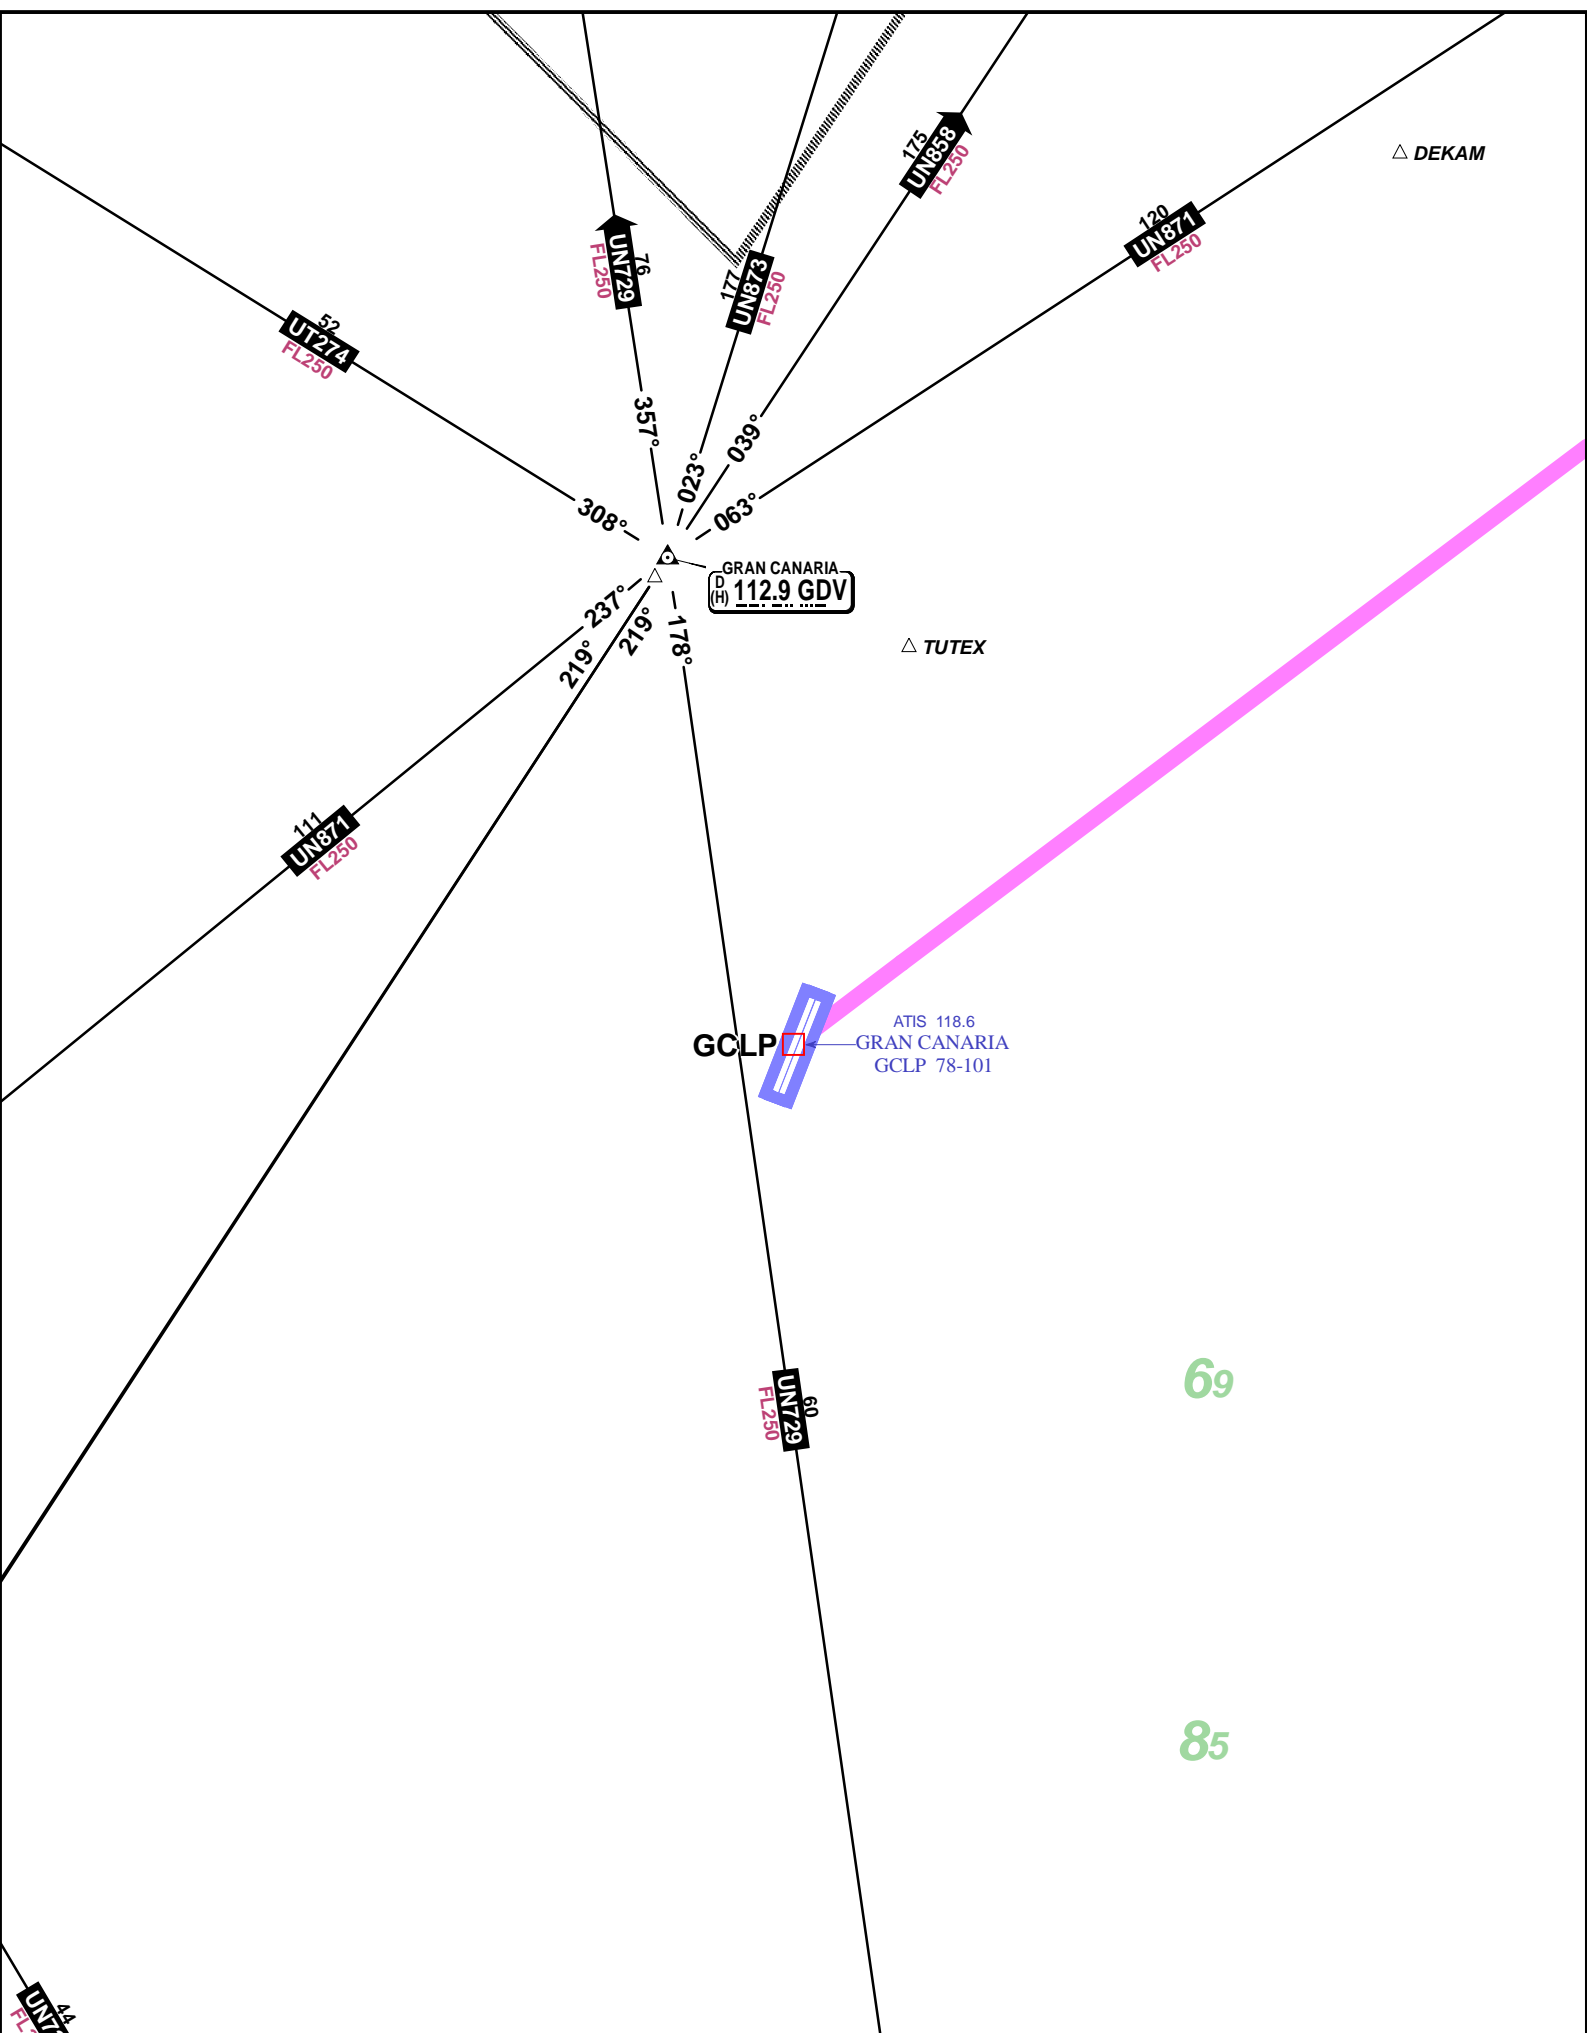 175
UN858
FL250
DEKAM
120
UN871
FL250
76
UN729
FL250
177
UN873
FL250
52
UT274
FL250
357°
023°
039°
063°
308°
GRAN CANARIA
D
(H) 112.9 GDV
237°
219°
219°
178°
TUTEX
111
UN871
FL250
GCLP
ATIS 118.6
GRAN CANARIA
GCLP 78-101
69
60
UN729
FL250
85
44